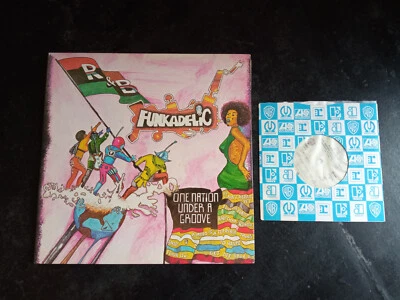 R&B
FUNKADELIC
ONE NATION
UNDER A
GROOVE